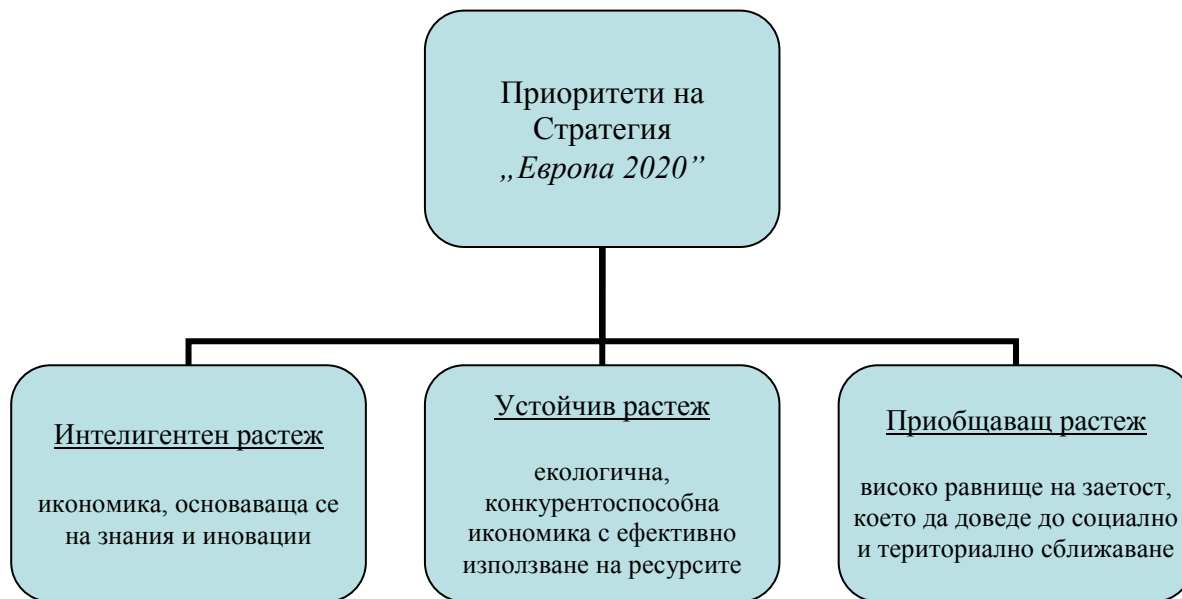 Приоритети на
Стратегия
„Европа 2020”
Интелигентен растеж
икономика, основаваща се
на знания и иновации
Устойчив растеж
екологична,
конкурентоспособна
икономика с ефективно
използване на ресурсите
Приобщаващ растеж
високо равнище на заетост,
което да доведе до социално
и териториално сближаване